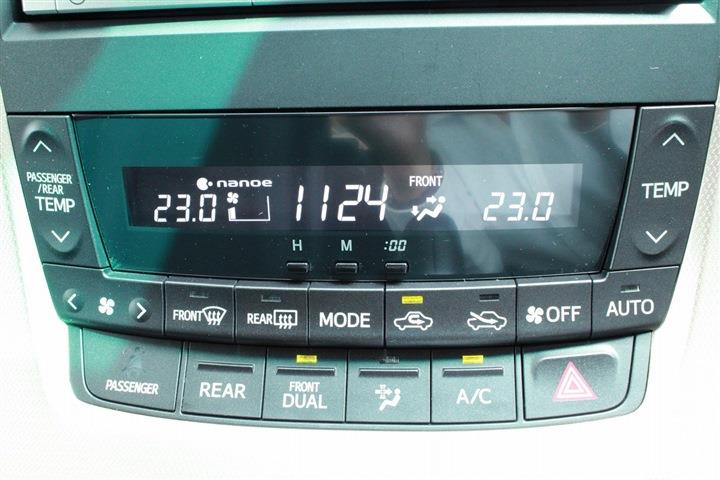 PASSENGER
/REAR
TEMP
nanoe
23.0
1124
FRONT
23.0
TEMP
H M :00
FRONT
REAR
MODE
OFF
AUTO
PASSENGER
REAR
FRONT
DUAL
A/C